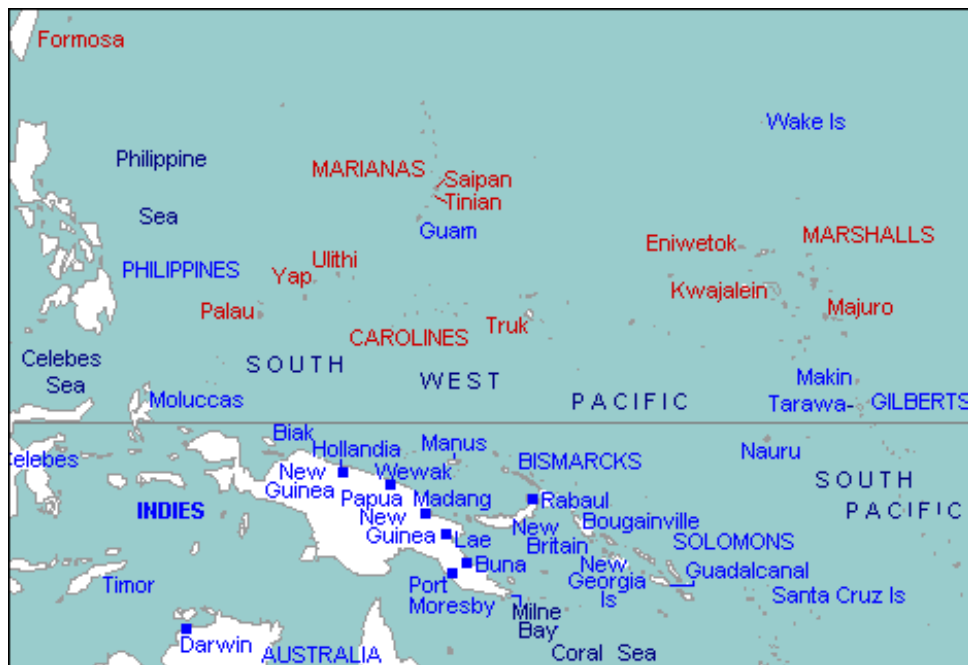 Formosa
Wake Is
Philippine
Sea
MARIANAS
Saipan
Tinian
Guam
Eniwetok
MARSHALLS
PHILIPPINES
Ulithi
Yap
Kwajalein
Palau
Majuro
Truk
CAROLINES
Celebes
Sea
SOUTH
WEST
PACIFIC
Makin
Tarawa-
GILBERTS
Moluccas
Biak
Hollandia
Manus
Nauru
Celebes
New
Guinea
Wewak
BISMARCKS
SOUTH
PACIFIC
INDIES
Papua
New
Guinea
Madang
Rabaul
New
Britain
Bougainville
Lae
SOLOMONS
Buna
New
Georgia
Is
Guadalcanal
Timor
Port
Moresby
Santa Cruz Is
Milne
Bay
Darwin
AUSTRALIA
Coral Sea